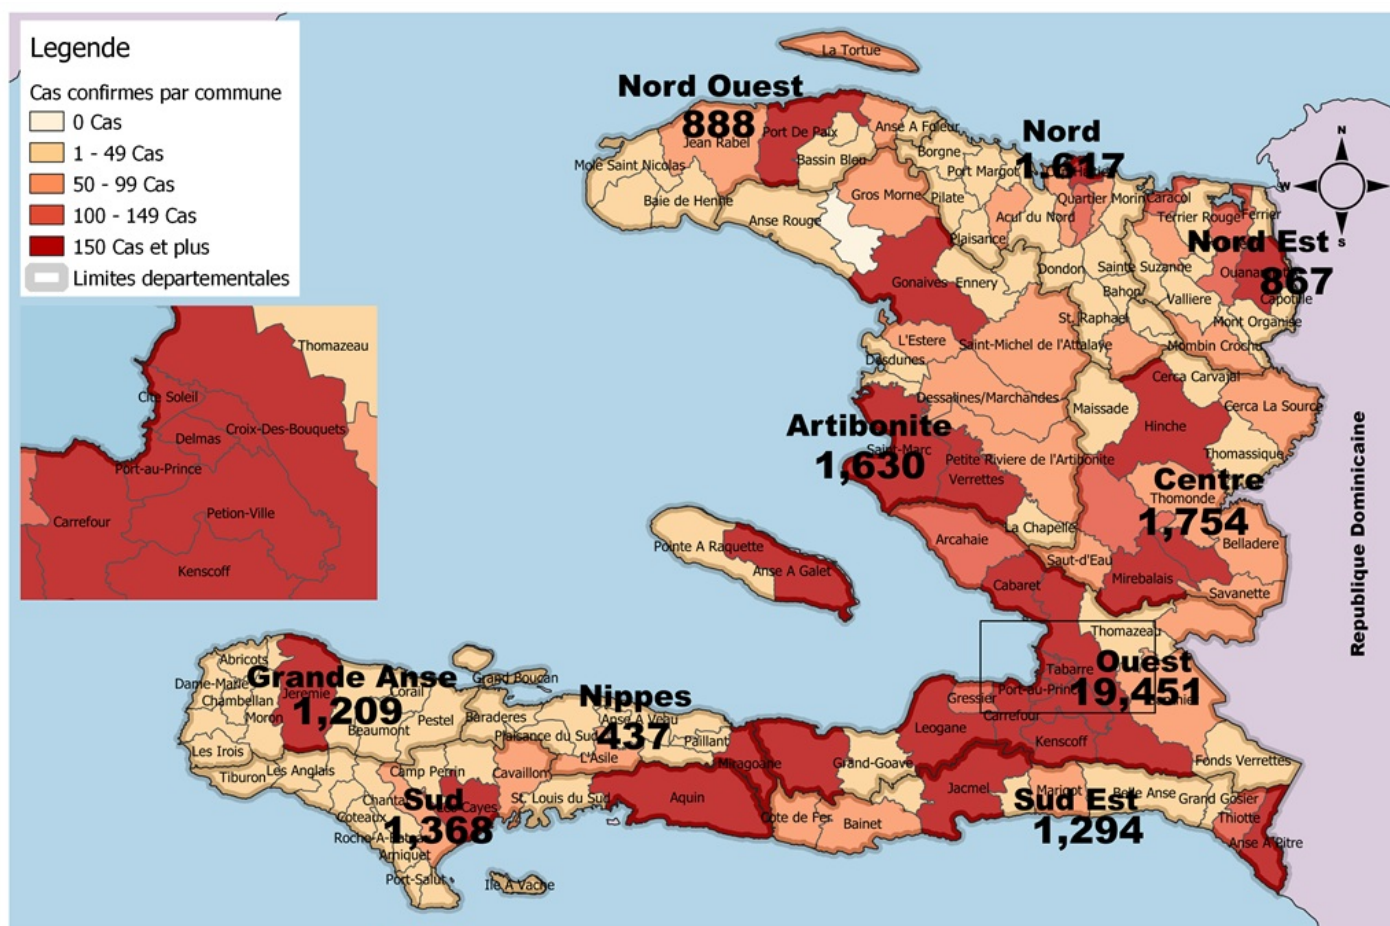 Legende
Cas confirmes par commune
0 Cas
1 - 49 Cas
50 - 99 Cas
100 - 149 Cas
150 Cas et plus
Limites departementales
Thomazeau
Cite Soleil
Delmas
Croix-Des-Bouquets
Port-au-Prince
Petion-Ville
Carrefour
Kenscoff
La Tortue
Nord Ouest
888
Jean Rabel
Port De Paix
Anse A Foleur
Mole Saint Nicolas
Bassin Bleu
Baie de Henne
Anse Rouge
Nord
1.617
Borgne
Port Margot
Gros Morne
Pilate
Quartier Morin
Caracol
Acul du Nord
Terrier Rouge
Ferrier
Plaisance
N
W
S
Nord Est
867
Gonaives
Ennery
Dondon
Sainte Suzanne
Bahon
Valliere
Capotille
St. Raphael
Mont Organise
L'Estere
Saint-Michel de l'Attalaye
Mombin Crochu
Desdunes
Cerca Carvajal
Dessalines/Marchandes
Maissade
Cerca La Source
Hinche
Artibonite
1,630
Saint-Marc
Petite Riviere de l'Artibonite
Verrettes
Thomassique
Centre
1,754
Thomonde
La Chapelle
Belladere
Arcahaie
Saut-d'Eau
Pointe A Raquette
Anse A Galet
Cabaret
Mirebalais
Savanette
Thomazeau
Republique Dominicaine
Abricots
Grande Anse
1,209
Dame-Marie
Chambellan
Jeremie
Corail
Moron
Pestel
Beaumont
Les Irois
Grand Boucan
Nippes
437
Baraderes
Anse A Veau
Plaisance du Sud
Paillant
L'Asile
Miragoane
Tabarre
Ouest
19,451
Port-au-Prince
Gressier
Carrefour
Leogane
Kenscoff
Grand-Goave
Fonds Verrettes
Tiburon
Les Anglais
Camp Perrin
Cavaillon
Sud
1,368
Cayes
St. Louis du Sud
Aquin
Coteaux
Arniquet
Port-Salut
Ile A Vache
Cote de Fer
Bainet
Jacmel
Sud Est
1,294
Marigot
Belle Anse
Grand Gosier
Thiotte
Anse A Pitre